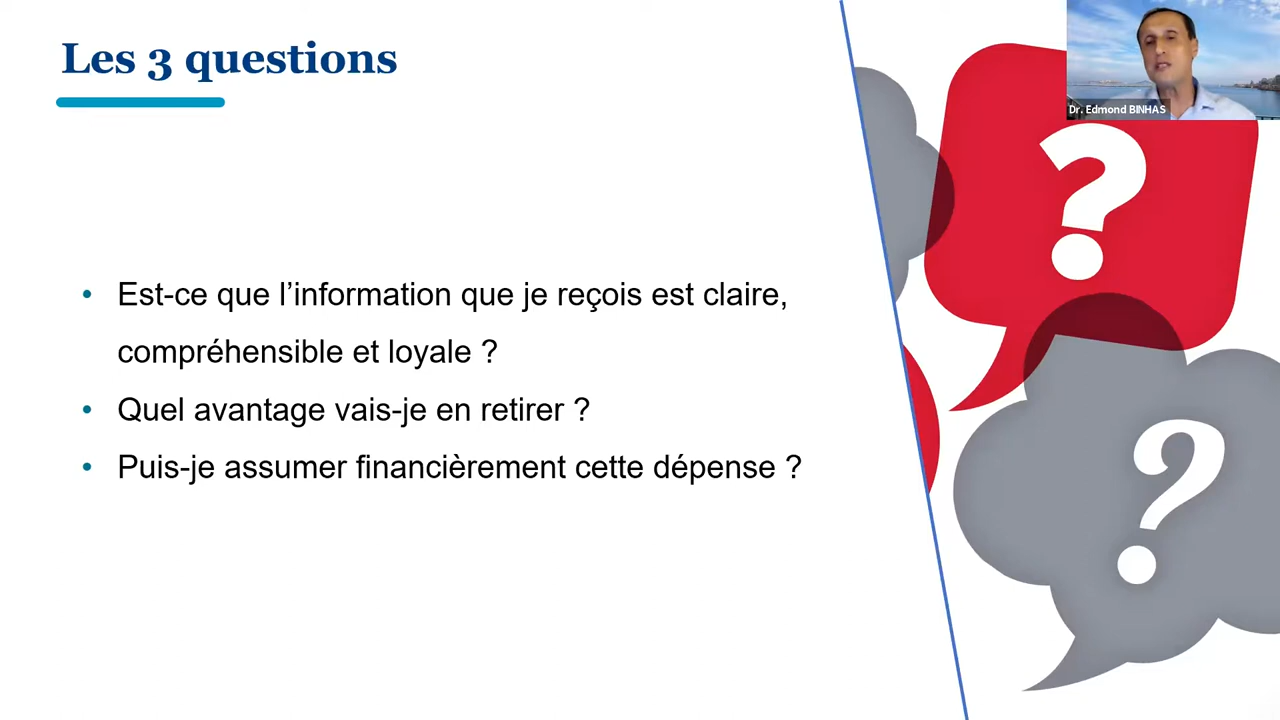 Les 3 questions
Dr. Edmond BINHAS
• Est-ce que l’information que je reçois est claire,
compréhensible et loyale ?
• Quel avantage vais-je en retirer ?
• Puis-je assumer financièrement cette dépense ?
?
?